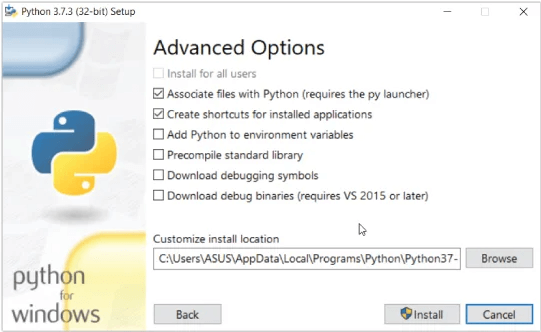 Python 3.7.3 (32-bit) Setup
Advanced Options
Install for all users
Associate files with Python (requires the py launcher)
Create shortcuts for installed applications
Add Python to environment variables
Precompile standard library
Download debugging symbols
Download debug binaries (requires VS 2015 or later)
Customize install location
C:\Users\ASUS\AppData\Local\Programs\Python\Python37-
Browse
python
for
windows
Back
Install
Cancel